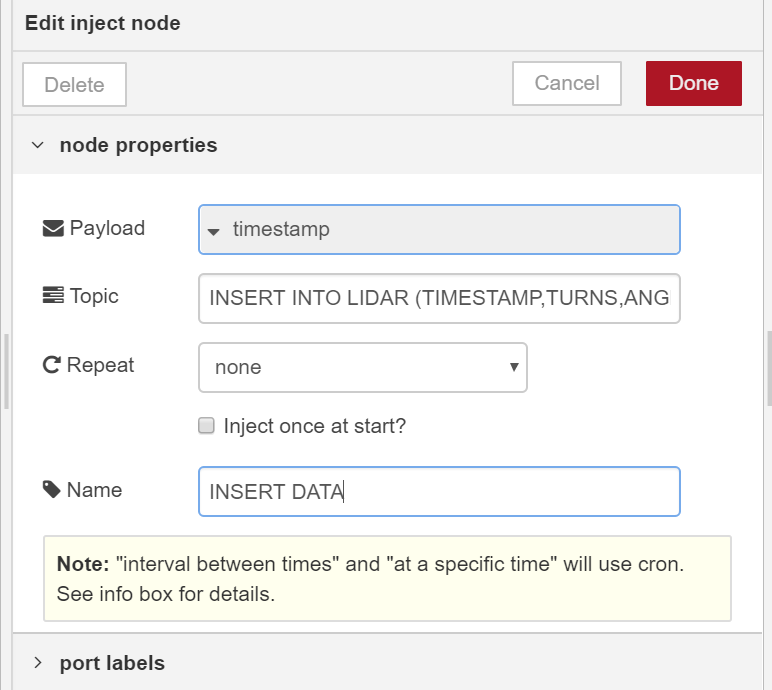 Edit inject node
Delete Cancel Done
node properties
Payload timestamp
Topic INSERT INTO LIDAR (TIMESTAMP,TURNS,ANG
Repeat none
Inject once at start?
Name INSERT DATA
Note: "interval between times" and "at a specific time" will use cron.
See info box for details.
port labels